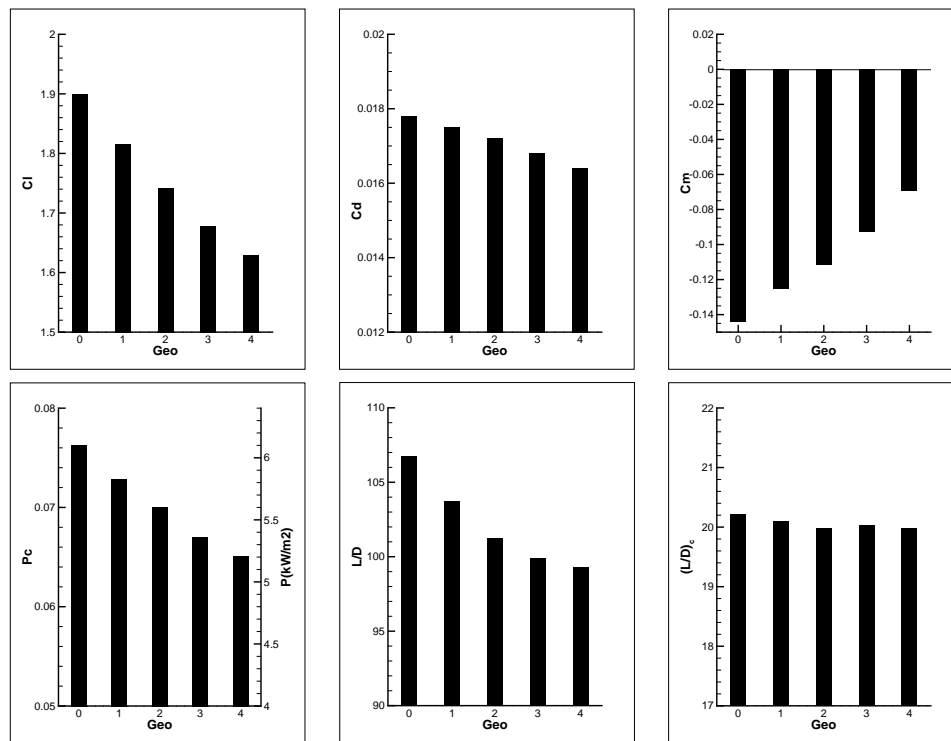 2
1.9
1.8
1.7
1.6
1.5
Cl
0 1 2 3 4
Geo
0.02
0.018
0.016
0.014
0.012
Cd
0 1 2 3 4
Geo
0.02
0
-0.02
-0.04
-0.06
-0.08
-0.1
-0.12
-0.14
Cm
0 1 2 3 4
Geo
0.08
0.07
0.06
0.05
Pc
6
5.5
5
4.5
4
P(kW/m2)
0 1 2 3 4
Geo
110
105
100
95
90
L/D
0 1 2 3 4
Geo
22
21
20
19
18
17
(L/D)c
0 1 2 3 4
Geo